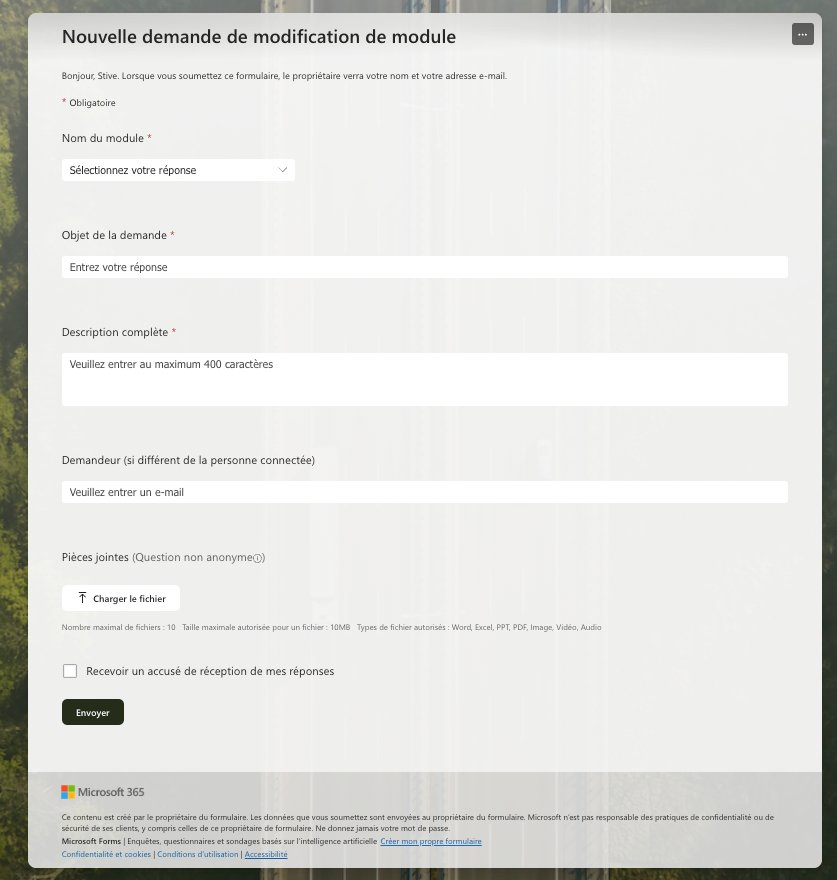 Nouvelle demande de modification de module
...
Bonjour, Stive. Lorsque vous soumettez ce formulaire, le propriétaire verra votre nom et votre adresse e-mail.
* Obligatoire
Nom du module *
Sélectionnez votre réponse
Objet de la demande *
Entrez votre réponse
Description complète *
Veuillez entrer au maximum 400 caractères
Demandeur (si différent de la personne connectée)
Veuillez entrer un e-mail
Pièces jointes (Question non anonyme)
Charger le fichier
Nombre maximal de fichiers : 10 Taille maximale autorisée pour un fichier : 10MB Types de fichier autorisés : Word, Excel, PPT, PDF, Image, Vidéo, Audio
Recevoir un accusé de réception de mes réponses
Envoyer
Microsoft 365
Ce contenu est créé par le propriétaire du formulaire. Les données que vous soumettez sont envoyées au propriétaire du formulaire. Microsoft n'est pas responsable des pratiques de confidentialité ou de
sécurité de ses clients, y compris celles de ce propriétaire de formulaire. Ne donnez jamais votre mot de passe.
Microsoft Forms | Enquêtes, questionnaires et sondages basés sur l'intelligence artificielle Créer mon propre formulaire
Confidentialité et cookies | Conditions d'utilisation | Accessibilité